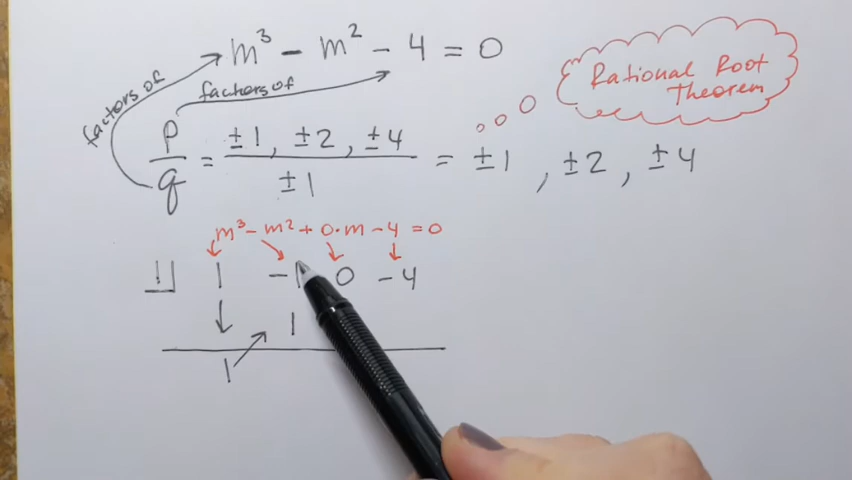 m³ - m² - 4 = 0
Rational Root
Theorem
factors of
factors of
p/q = ±1, ±2, ±4 / ±1 = ±1, ±2, ±4
m³ - m² + 0·m - 4 = 0
1 1 -1 0 -4
1
1